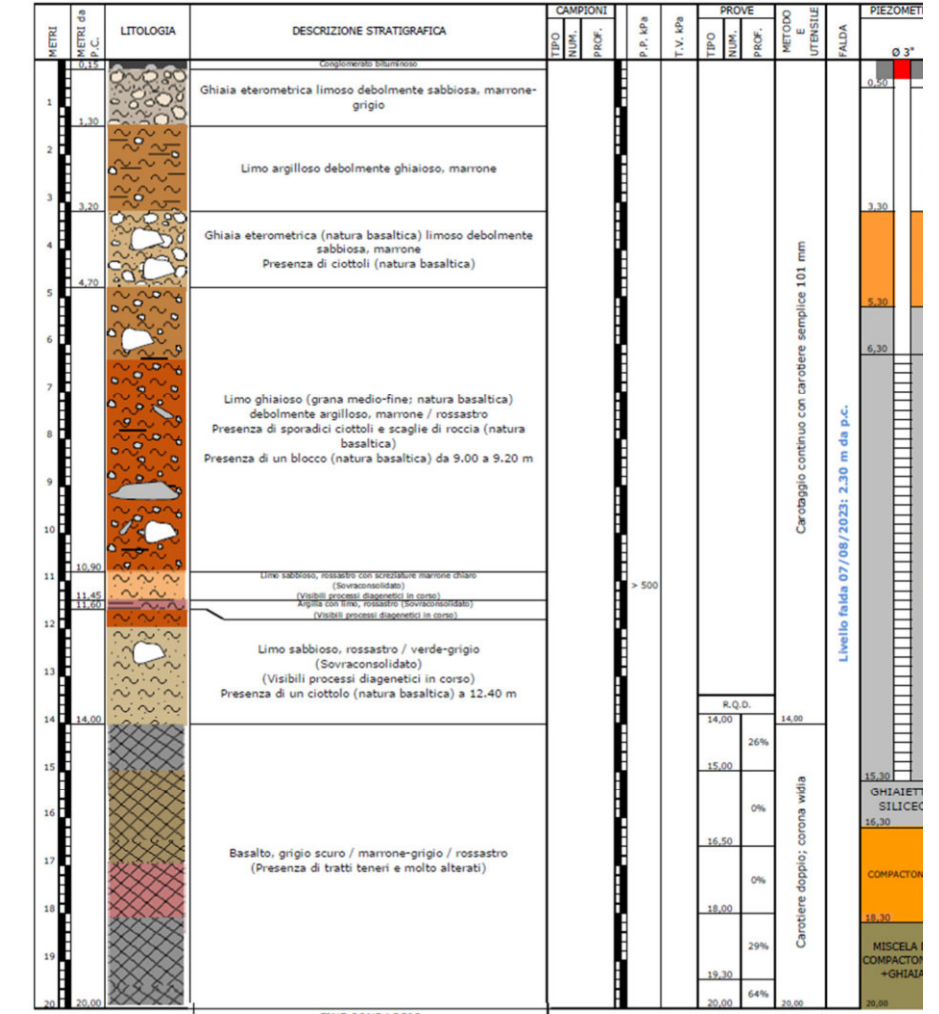 METRI
METRI da P.C.
LITOLOGIA
DESCRIZIONE STRATIGRAFICA
CAMPIONI
TIPO
NUM.
PROF.
P.P. kPa
T.V. kPa
PROVE
TIPO
NUM.
PROF.
METODO
E
UTENSILE
FALDA
PIEZOMET
Ø 3"
0,15
Conglomerato bituminoso
0,50
Ghiaia eterometrica limoso debolmente sabbiosa, marrone-
grigio
1
1,30
2
Limo argilloso debolmente ghiaioso, marrone
3
3,20
3,30
Ghiaia eterometrica (natura basaltica) limoso debolmente
sabbiosa, marrone
Presenza di ciottoli (natura basaltica)
4
4,70
5
5,30
6
6,30
7
Limo ghiaioso (grana medio-fine; natura basaltica)
debolmente argilloso, marrone / rossastro
Presenza di sporadici ciottoli e scaglie di roccia (natura
basaltica)
Presenza di un blocco (natura basaltica) da 9.00 a 9.20 m
8
9
10
10,90
11
Limo sabbioso, rossastro con screziature marrone chiaro
(Sovraconsolidato)
(Visibili processi diagenetici in corso)
> 500
11,45
11,60
Argilla con limo, rossastro (Sovraconsolidato)
(Visibili processi diagenetici in corso)
12
Limo sabbioso, rossastro / verde-grigio
(Sovraconsolidato)
(Visibili processi diagenetici in corso)
Presenza di un ciottolo (natura basaltica) a 12.40 m
13
14
14,00
Carotaggio continuo con carotiere semplice 101 mm
Livello falda 07/08/2023: 2.30 m da p.c.
R.Q.D.
14,00
14,00
26%
15
15,00
15,30
GHIAIETT
SILICEO
0%
16
16,30
16,50
Basalto, grigio scuro / marrone-grigio / rossastro
(Presenza di tratti teneri e molto alterati)
17
0%
COMPACTON
18
18,00
18,30
Carotiere doppio; corona widia
29%
19
19,30
MISCELA
COMPACTON
+GHIAIA
64%
20
20,00
20,00
20,00
20,00